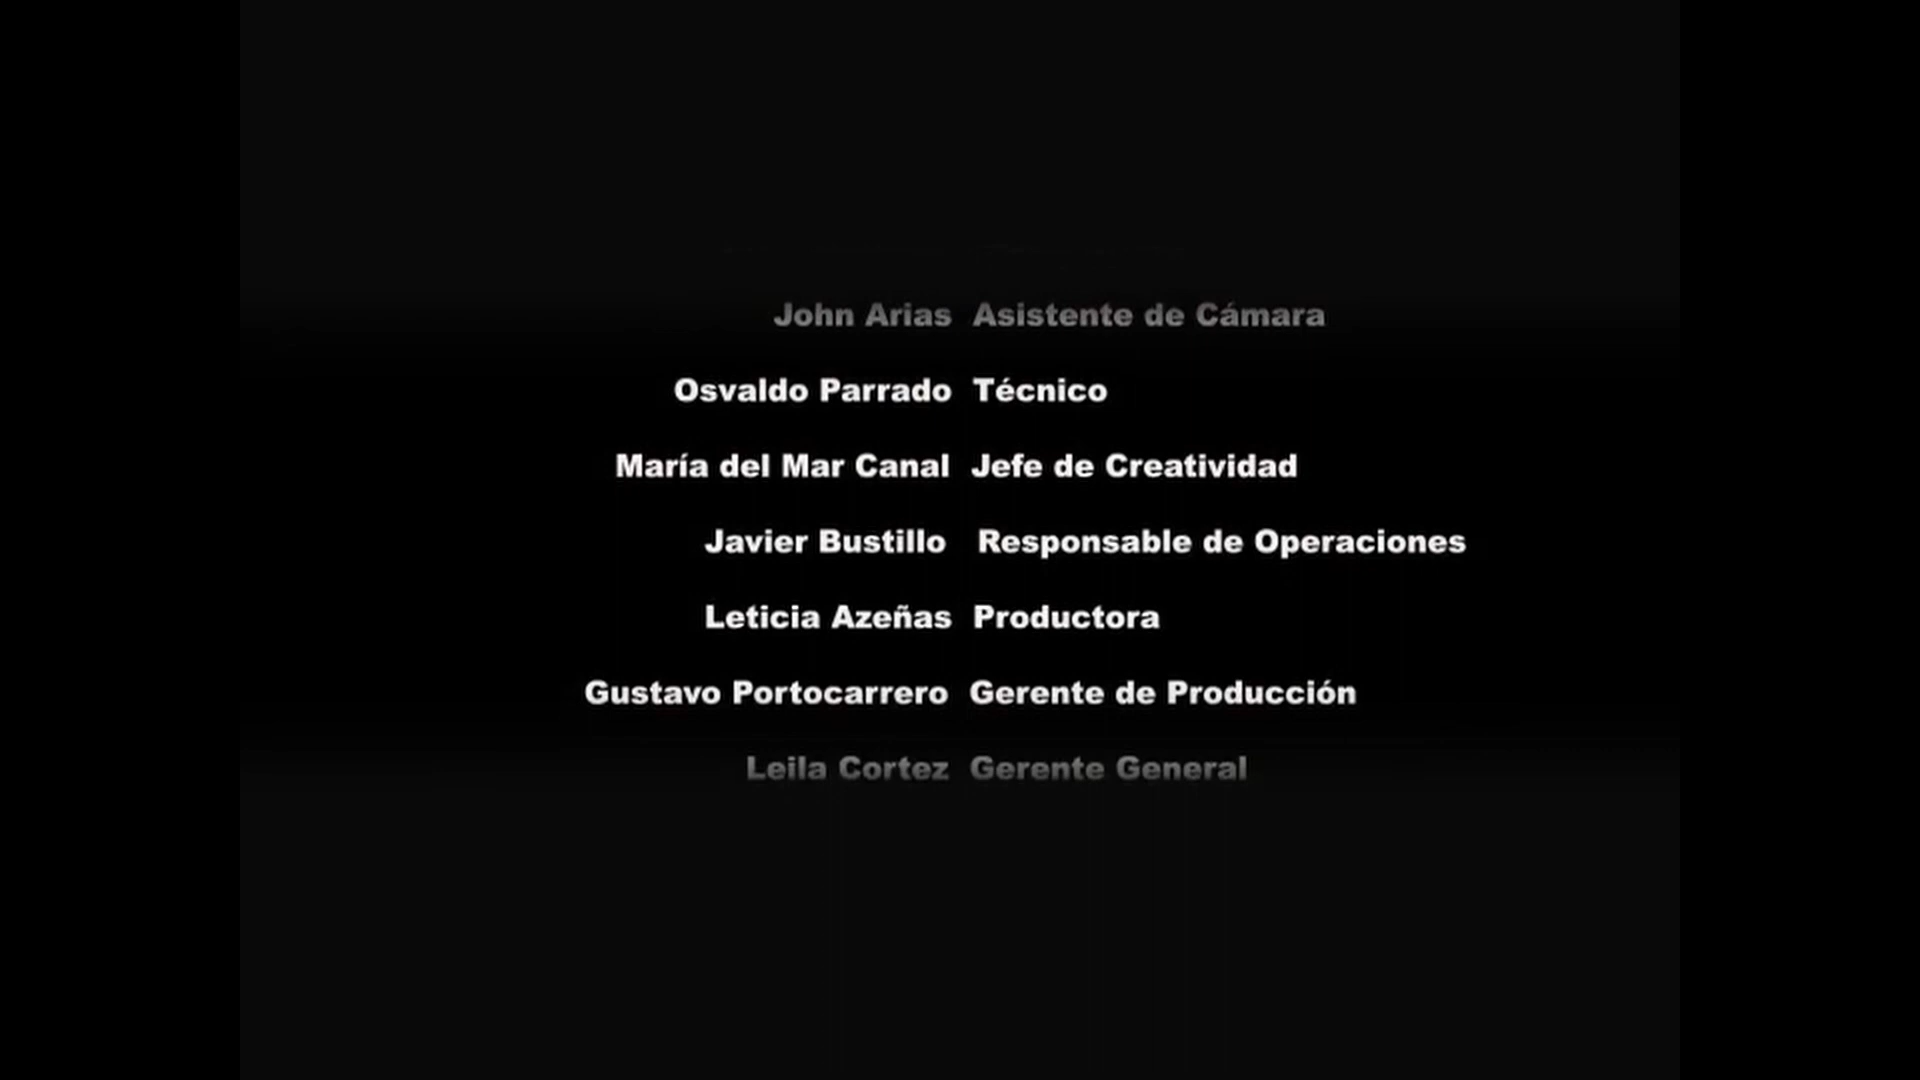 John Arias Asistente de Cámara
Osvaldo Parrado Técnico
María del Mar Canal Jefe de Creatividad
Javier Bustillo Responsable de Operaciones
Leticia Azeñas Productora
Gustavo Portocarrero Gerente de Producción
Leila Cortez Gerente General